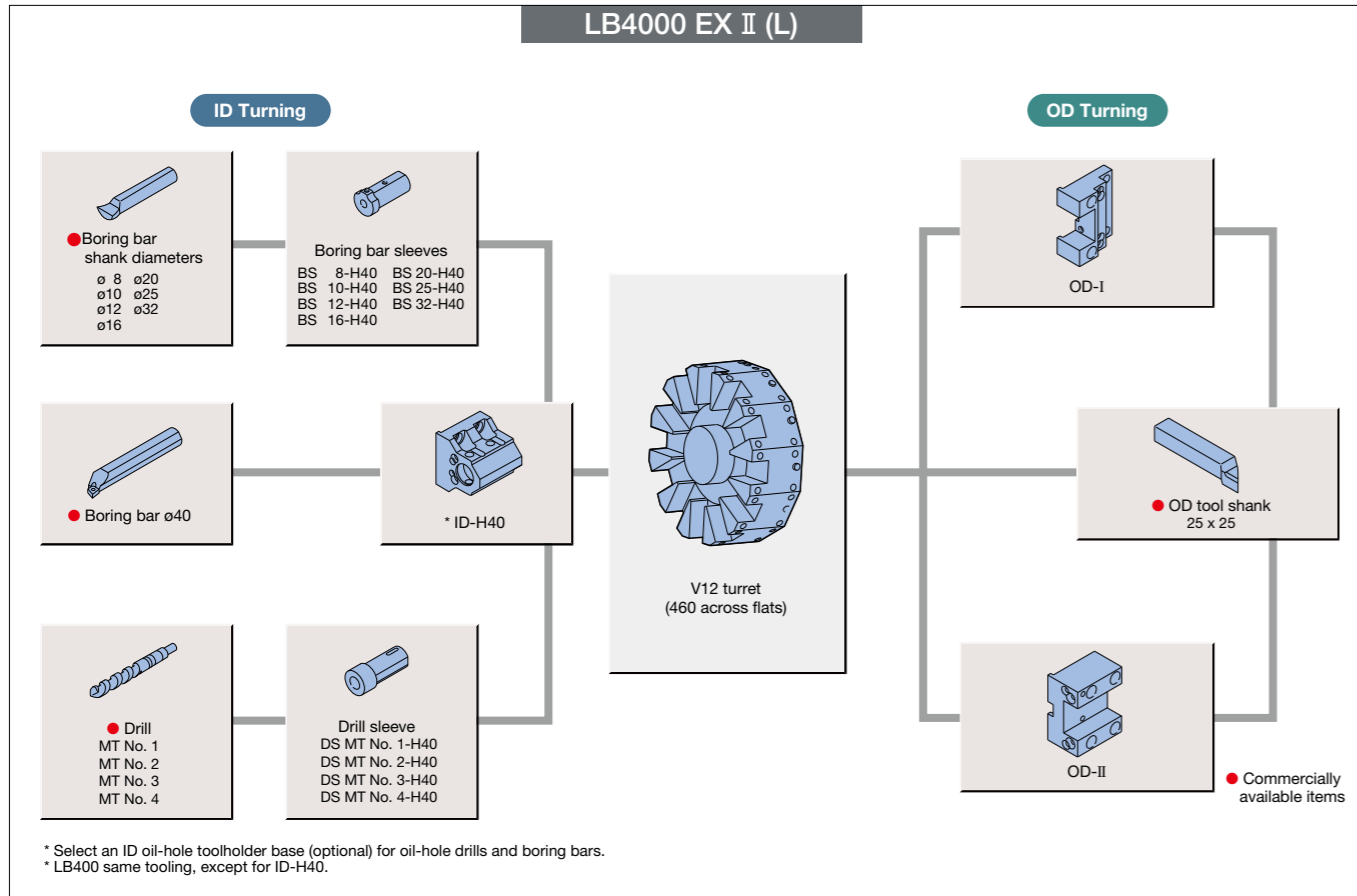 LB4000 EX Ⅱ (L)
ID Turning
OD Turning
Boring bar
shank diameters
ø 8 ø20
ø10 ø25
ø12 ø32
ø16
Boring bar sleeves
BS 8-H40 BS 20-H40
BS 10-H40 BS 25-H40
BS 12-H40 BS 32-H40
BS 16-H40
OD-Ⅰ
Boring bar ø40
* ID-H40
V12 turret
(460 across flats)
OD tool shank
25 x 25
Drill
MT No. 1
MT No. 2
MT No. 3
MT No. 4
Drill sleeve
DS MT No. 1-H40
DS MT No. 2-H40
DS MT No. 3-H40
DS MT No. 4-H40
OD-Ⅱ
Commercially
available items
* Select an ID oil-hole toolholder base (optional) for oil-hole drills and boring bars.
* LB400 same tooling, except for ID-H40.